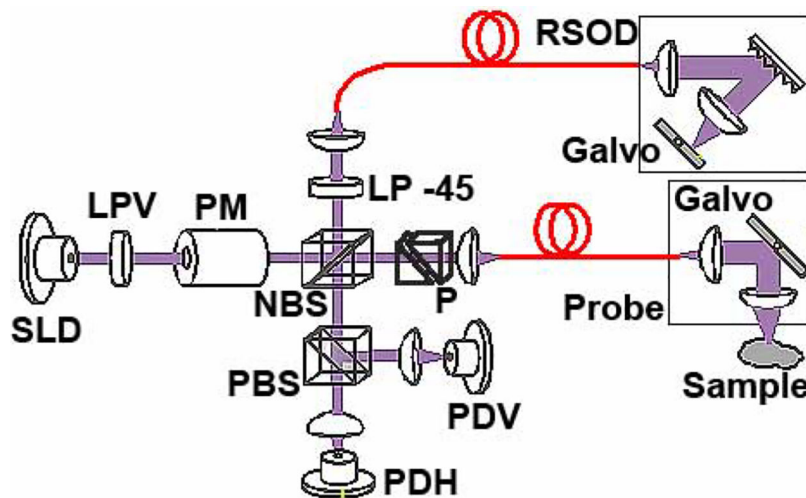 RSOD
Galvo
LP -45
LPV
PM
Galvo
NBS
P
SLD
Probe
PBS
Sample
PDV
PDH